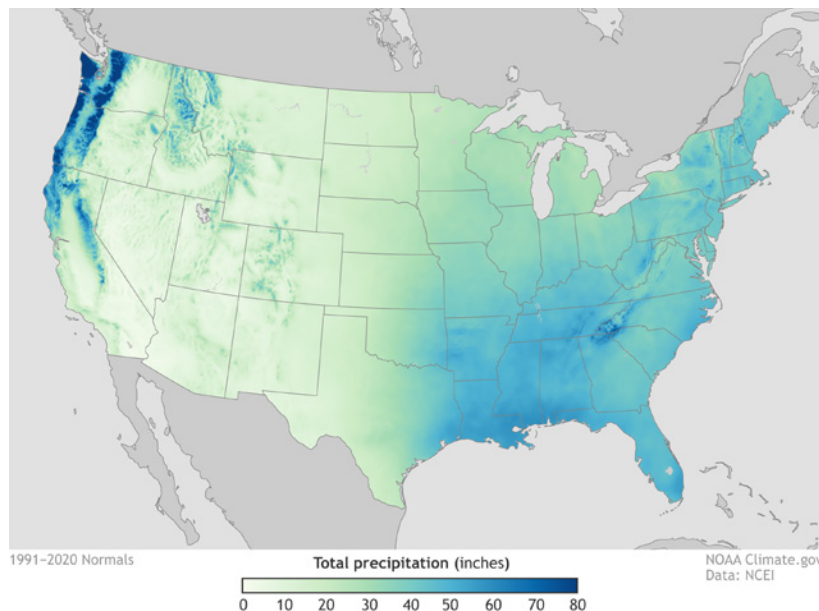 1991–2020 Normals
Total precipitation (inches)
NOAA Climate.gov
Data: NCEI
0 10 20 30 40 50 60 70 80